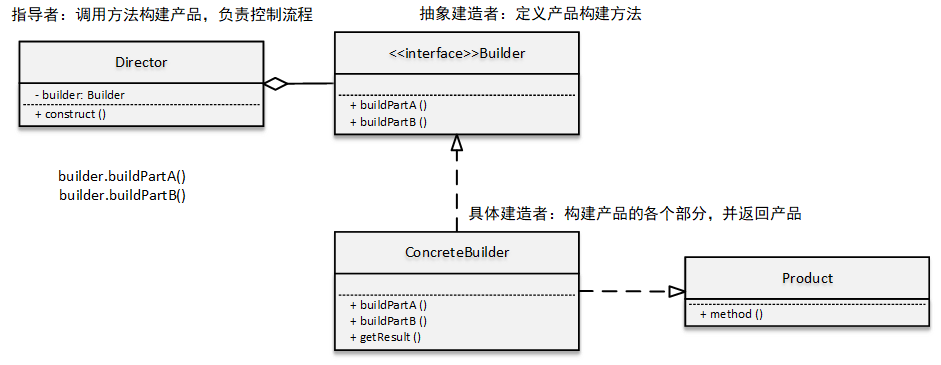 指导者：调用方法构建产品，负责控制流程
抽象建造者：定义产品构建方法
Director
- builder: Builder
+ construct ()
<<interface>>Builder
+ buildPartA ()
+ buildPartB ()
builder.buildPartA()
builder.buildPartB()
具体建造者：构建产品的各个部分，并返回产品
ConcreteBuilder
+ buildPartA ()
+ buildPartB ()
+ getResult ()
Product
+ method ()